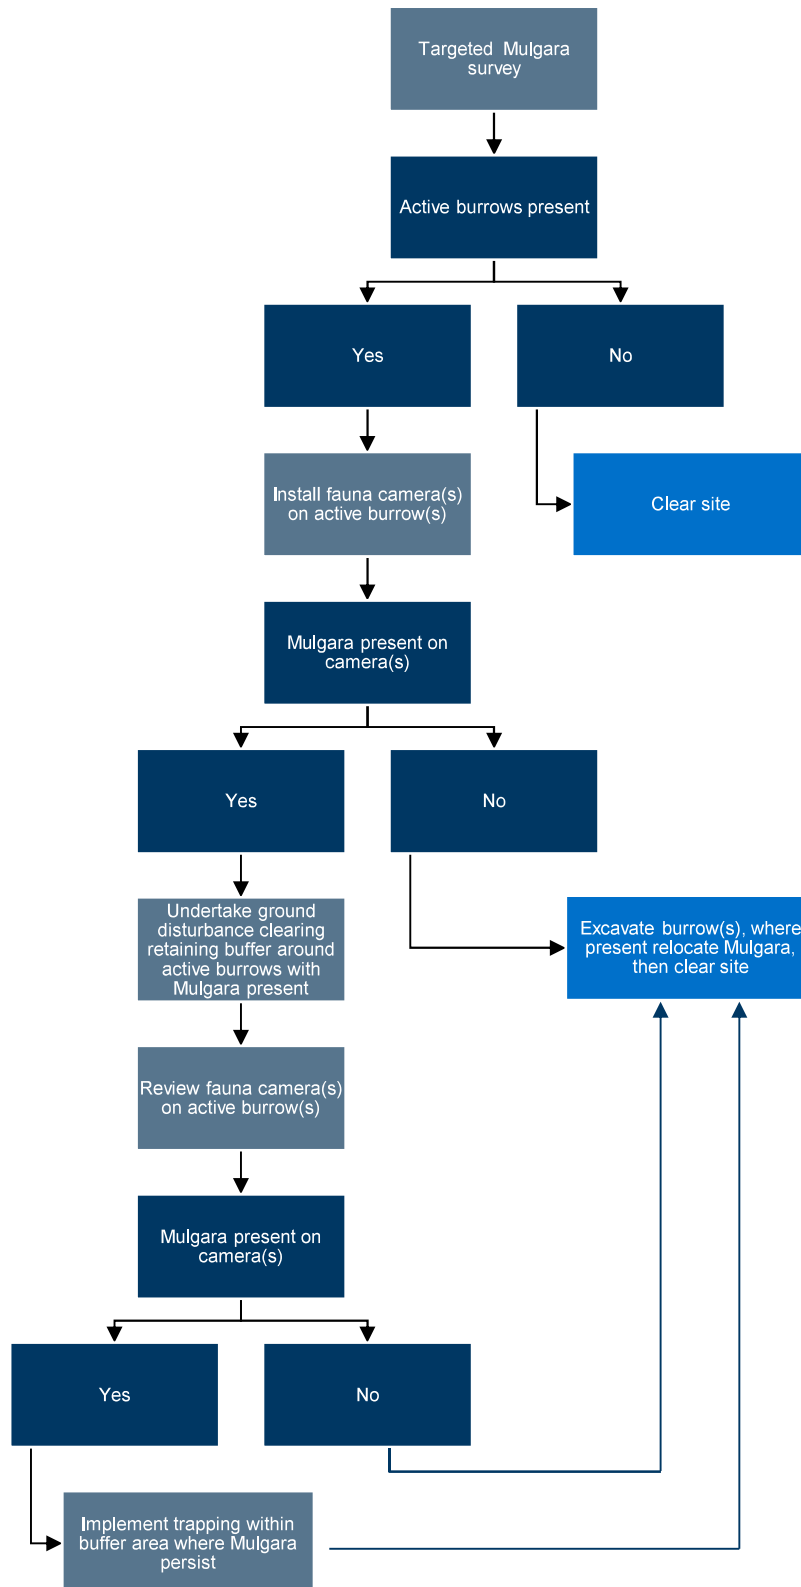 Targeted Mulgara
survey
Active burrows present
Yes
No
Install fauna camera(s)
on active burrow(s)
Clear site
Mulgara present on
camera(s)
Yes
No
Undertake ground
disturbance clearing
retaining buffer around
active burrows with
Mulgara present
Excavate burrow(s), where
present relocate Mulgara,
then clear site
Review fauna camera(s)
on active burrow(s)
Mulgara present on
camera(s)
Yes
No
Implement trapping within
buffer area where Mulgara
persist